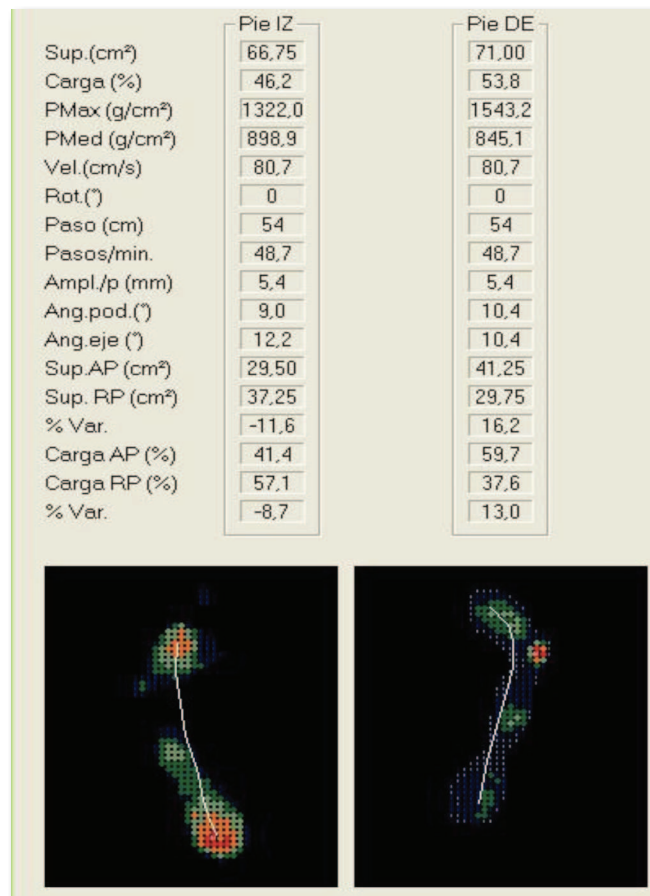 Pie IZ Pie DE
Sup.(cm²) 66,75 71,00
Carga (%) 46,2 53,8
PMax (g/cm²) 1322,0 1543,2
PMed (g/cm²) 898,9 845,1
Vel.(cm/s) 80,7 80,7
Rot.(°) 0 0
Paso (cm) 54 54
Pasos/min. 48,7 48,7
Ampl./p (mm) 5,4 5,4
Ang.pod.(°) 9,0 10,4
Ang.eje (°) 12,2 10,4
Sup.AP (cm²) 29,50 41,25
Sup. RP (cm²) 37,25 29,75
% Var. -11,6 16,2
Carga AP (%) 41,4 59,7
Carga RP (%) 57,1 37,6
% Var. -8,7 13,0